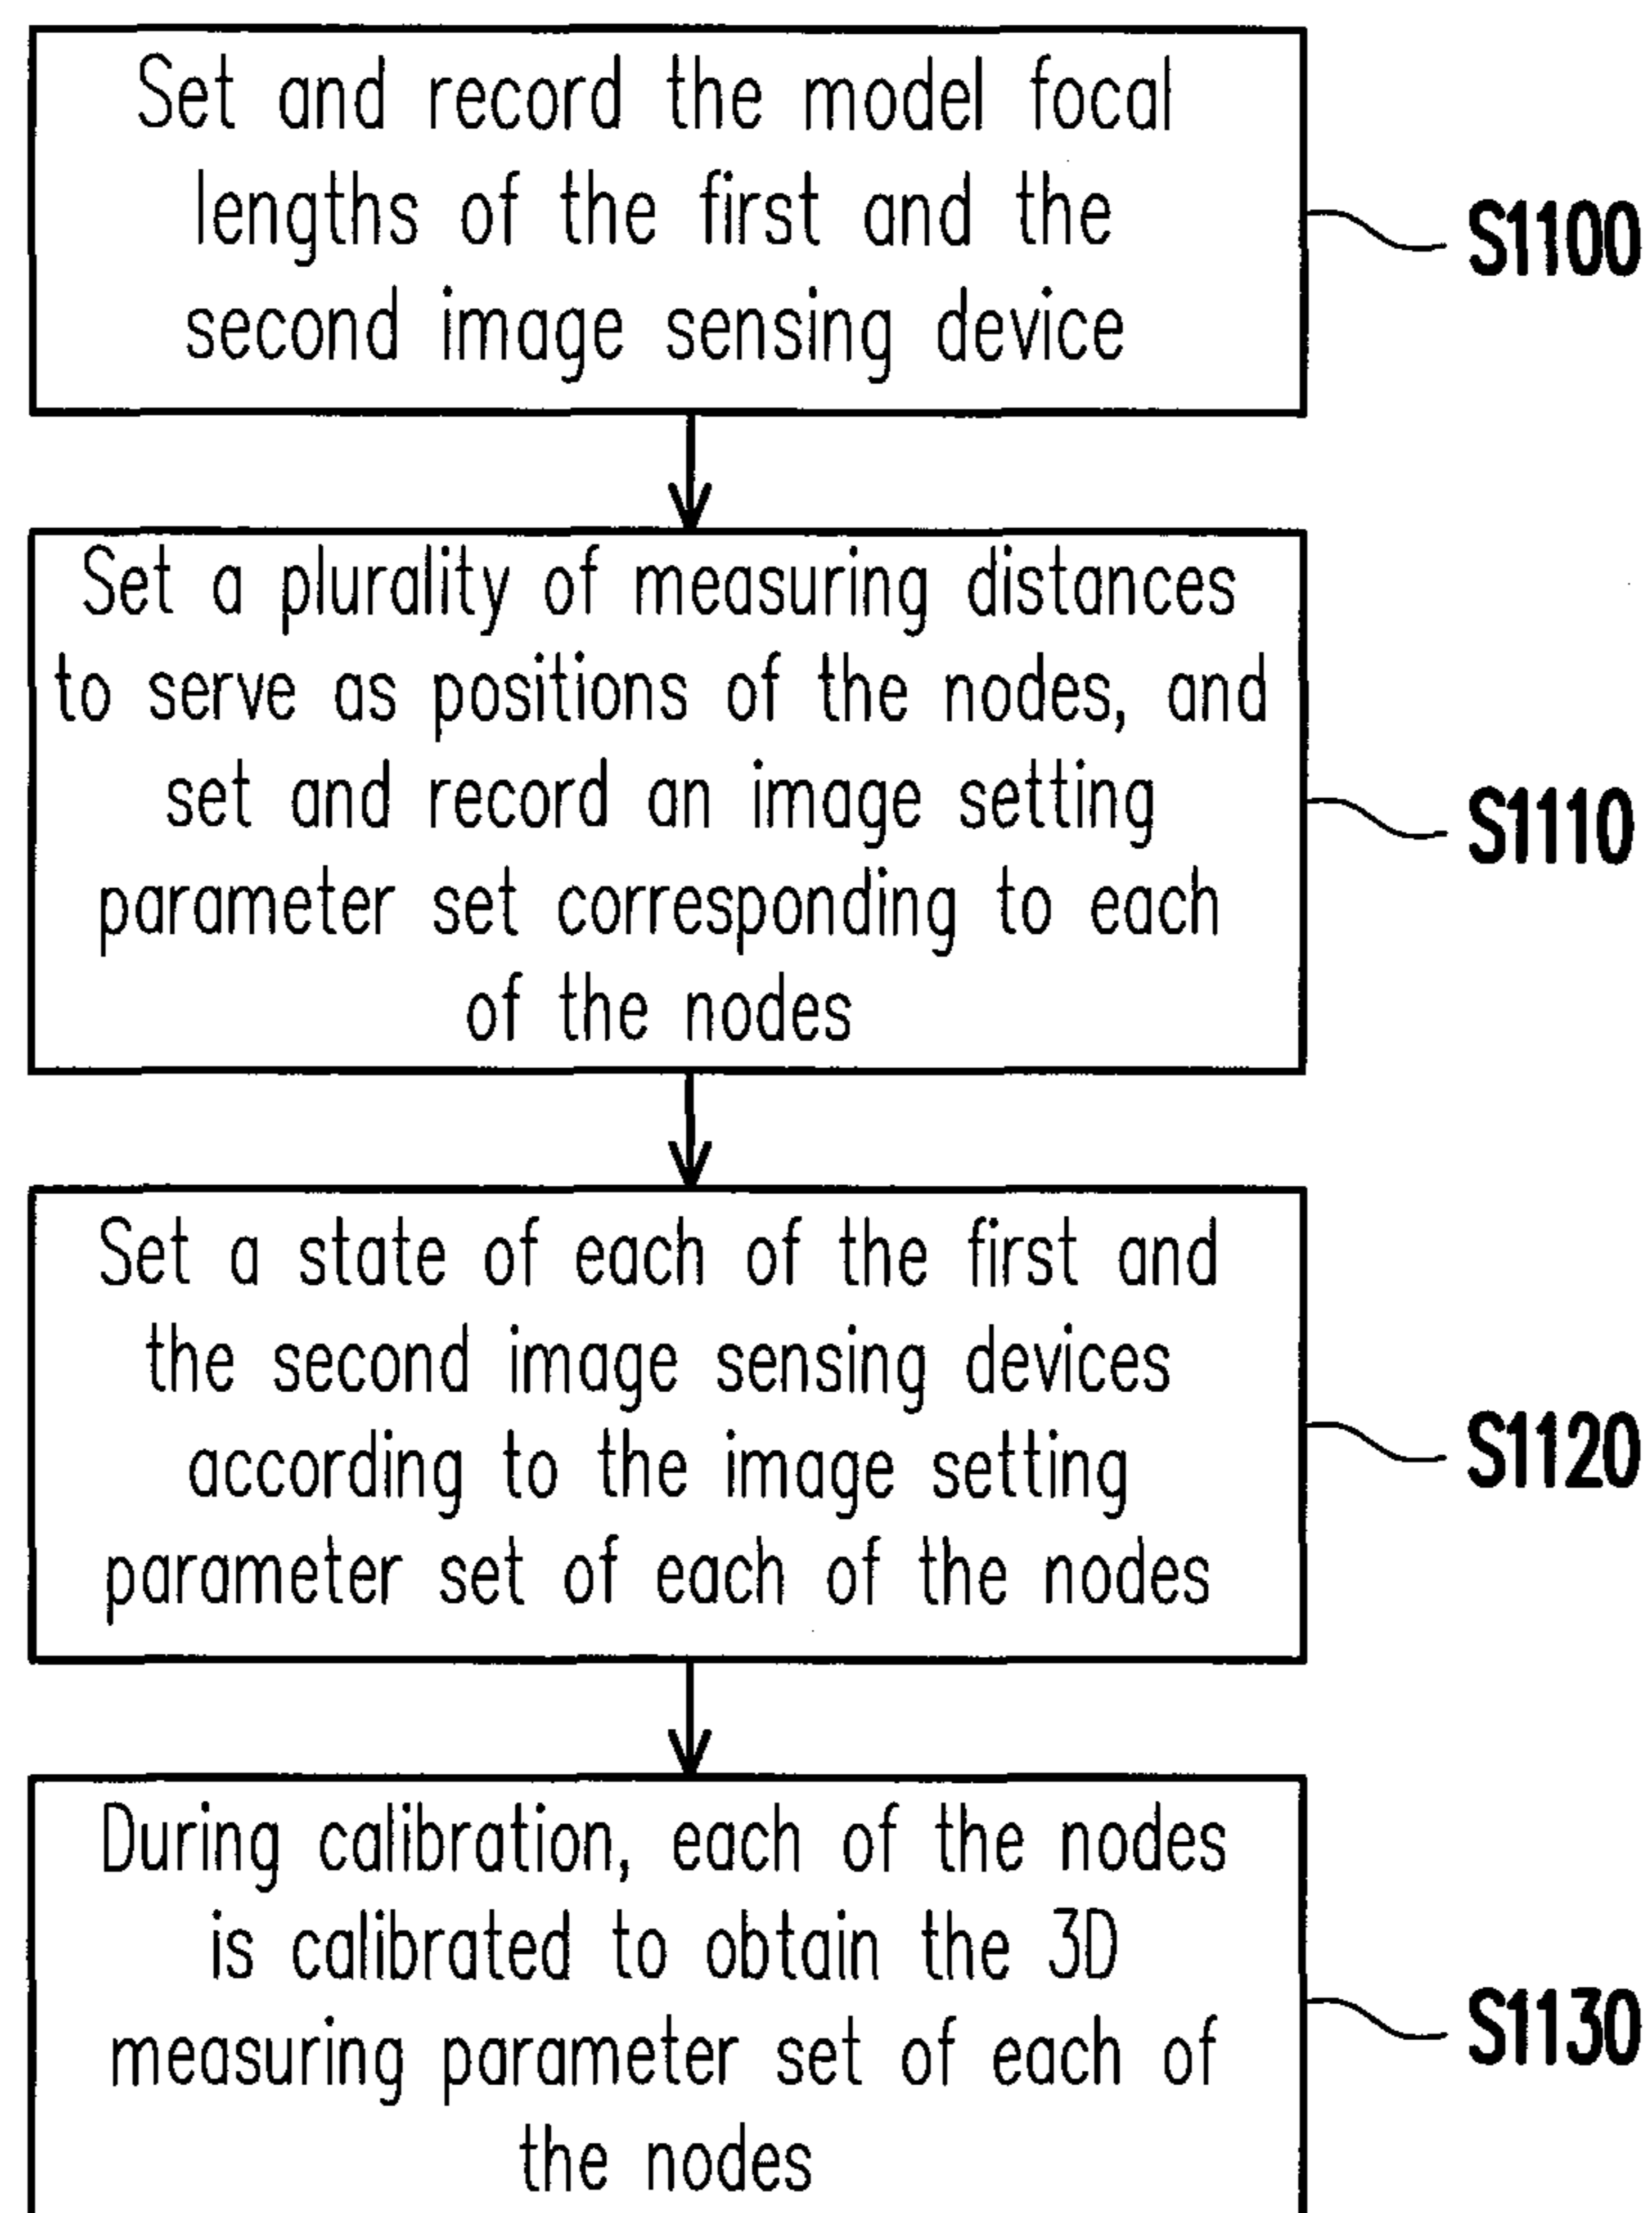 Set and record the model focal
lengths of the first and the
second image sensing device
S1100
Set a plurality of measuring distances
to serve as positions of the nodes, and
set and record an image setting
parameter set corresponding to each
of the nodes
S1110
Set a state of each of the first and
the second image sensing devices
according to the image setting
parameter set of each of the nodes
S1120
During calibration, each of the nodes
is calibrated to obtain the 3D
measuring parameter set of each of
the nodes
S1130